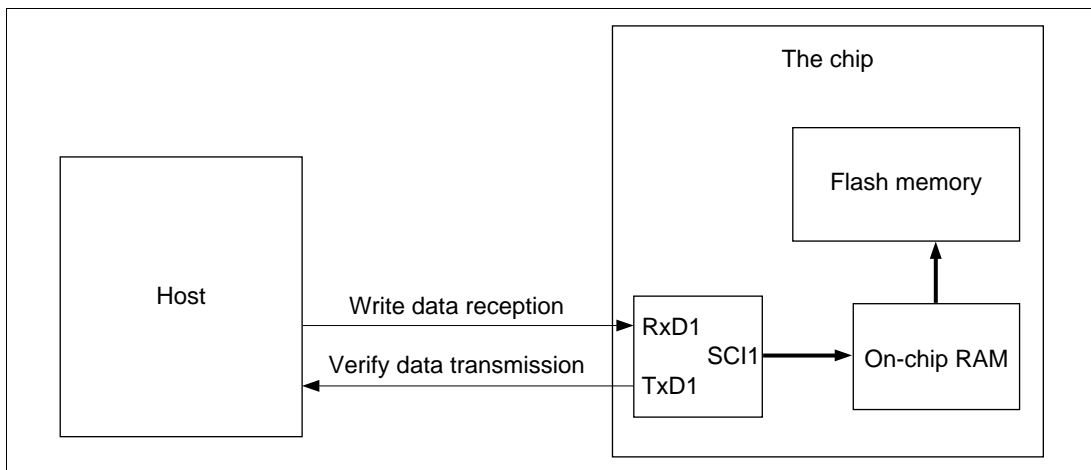 The chip
Flash memory
Host
Write data reception
RxD1
SCI1
On-chip RAM
Verify data transmission
TxD1